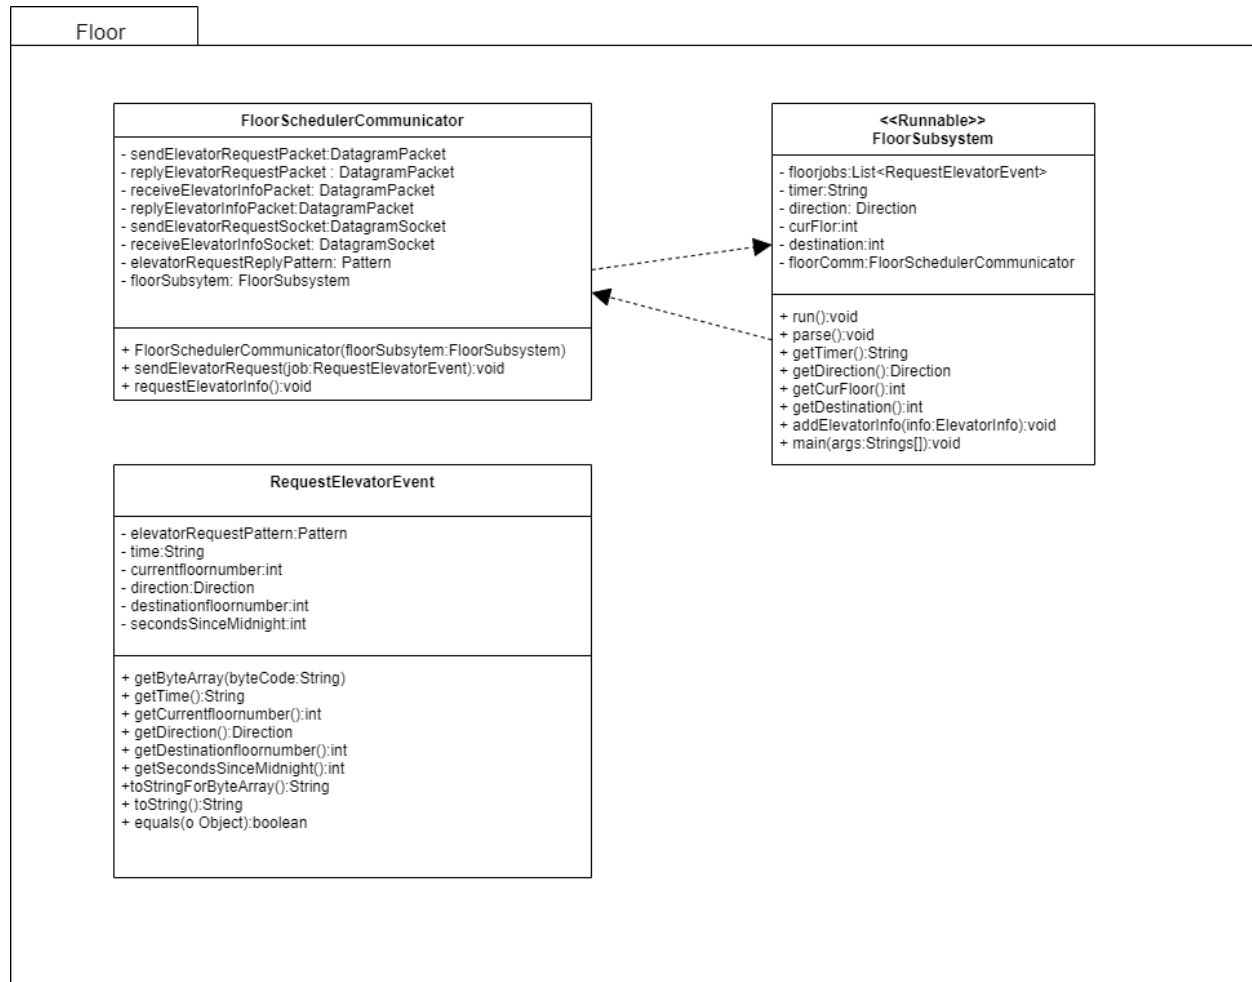 Floor
FloorSchedulerCommunicator
- sendElevatorRequestPacket:DatagramPacket
- replyElevatorRequestPacket : DatagramPacket
- receiveElevatorInfoPacket: DatagramPacket
- replyElevatorInfoPacket:DatagramPacket
- sendElevatorRequestSocket:DatagramSocket
- receiveElevatorInfoSocket: DatagramSocket
- elevatorRequestReplyPattern: Pattern
- floorSubsytem: FloorSubsystem
+ FloorSchedulerCommunicator(floorSubsytem:FloorSubsystem)
+ sendElevatorRequest(job:RequestElevatorEvent):void
+ requestElevatorInfo():void
<<Runnable>>
FloorSubsystem
- floorjobs:List<RequestElevatorEvent>
- timer:String
- direction: Direction
- curFlor:int
- destination:int
- floorComm:FloorSchedulerCommunicator
+ run():void
+ parse():void
+ getTimer():String
+ getDirection():Direction
+ getCurFloor():int
+ getDestination():int
+ addElevatorInfo(info:ElevatorInfo):void
+ main(args:Strings[]):void
RequestElevatorEvent
- elevatorRequestPattern:Pattern
- time:String
- currentfloornumber:int
- direction:Direction
- destinationfloornumber:int
- secondsSinceMidnight:int
+ getByteArray(byteCode:String)
+ getTime():String
+ getCurrentfloornumber():int
+ getDirection():Direction
+ getDestinationfloornumber():int
+ getSecondsSinceMidnight():int
+toStringForByteArray():String
+ toString():String
+ equals(o Object):boolean